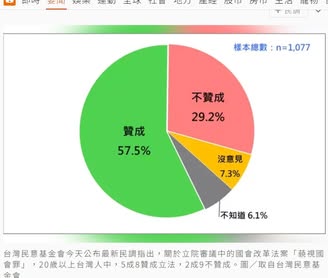 要聞 娛樂 運動 全球 社會 地方 產經 股市 房市 生活 寵物
樣本總數：n=1,077
不贊成
29.2%
贊成
57.5%
沒意見
7.3%
不知道 6.1%
台灣民意基金會今天公布最新民調指出，關於立院審議中的國會改革法案「藐視國
會罪」，20歲以上台灣人中，5成8贊成立法，2成9不贊成。圖／取自台灣民意基
金會